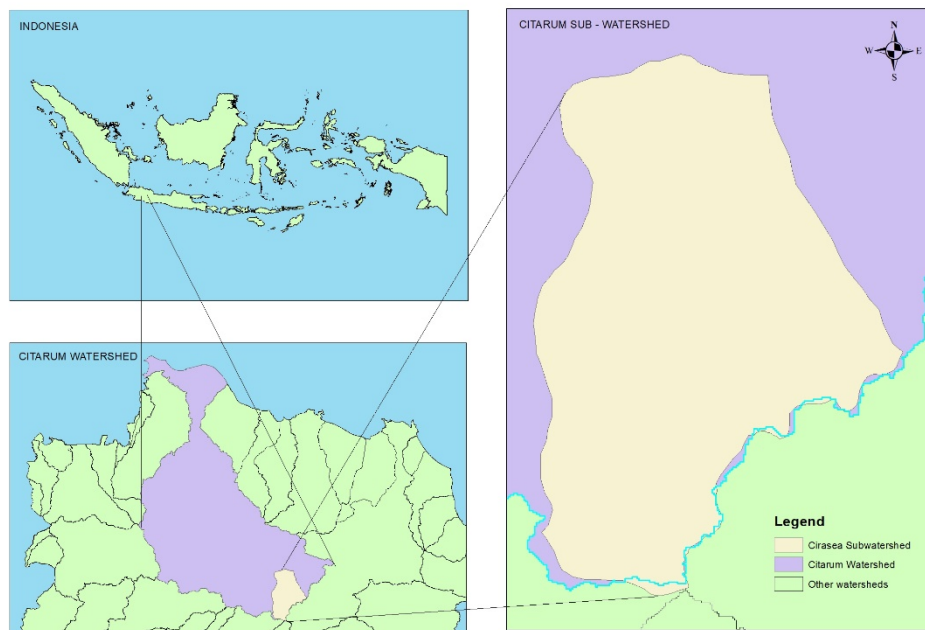 INDONESIA
CITARUM WATERSHED
CITARUM SUB - WATERSHED
N
W E
S
Legend
Cirasea Subwatershed
Citarum Watershed
Other watersheds